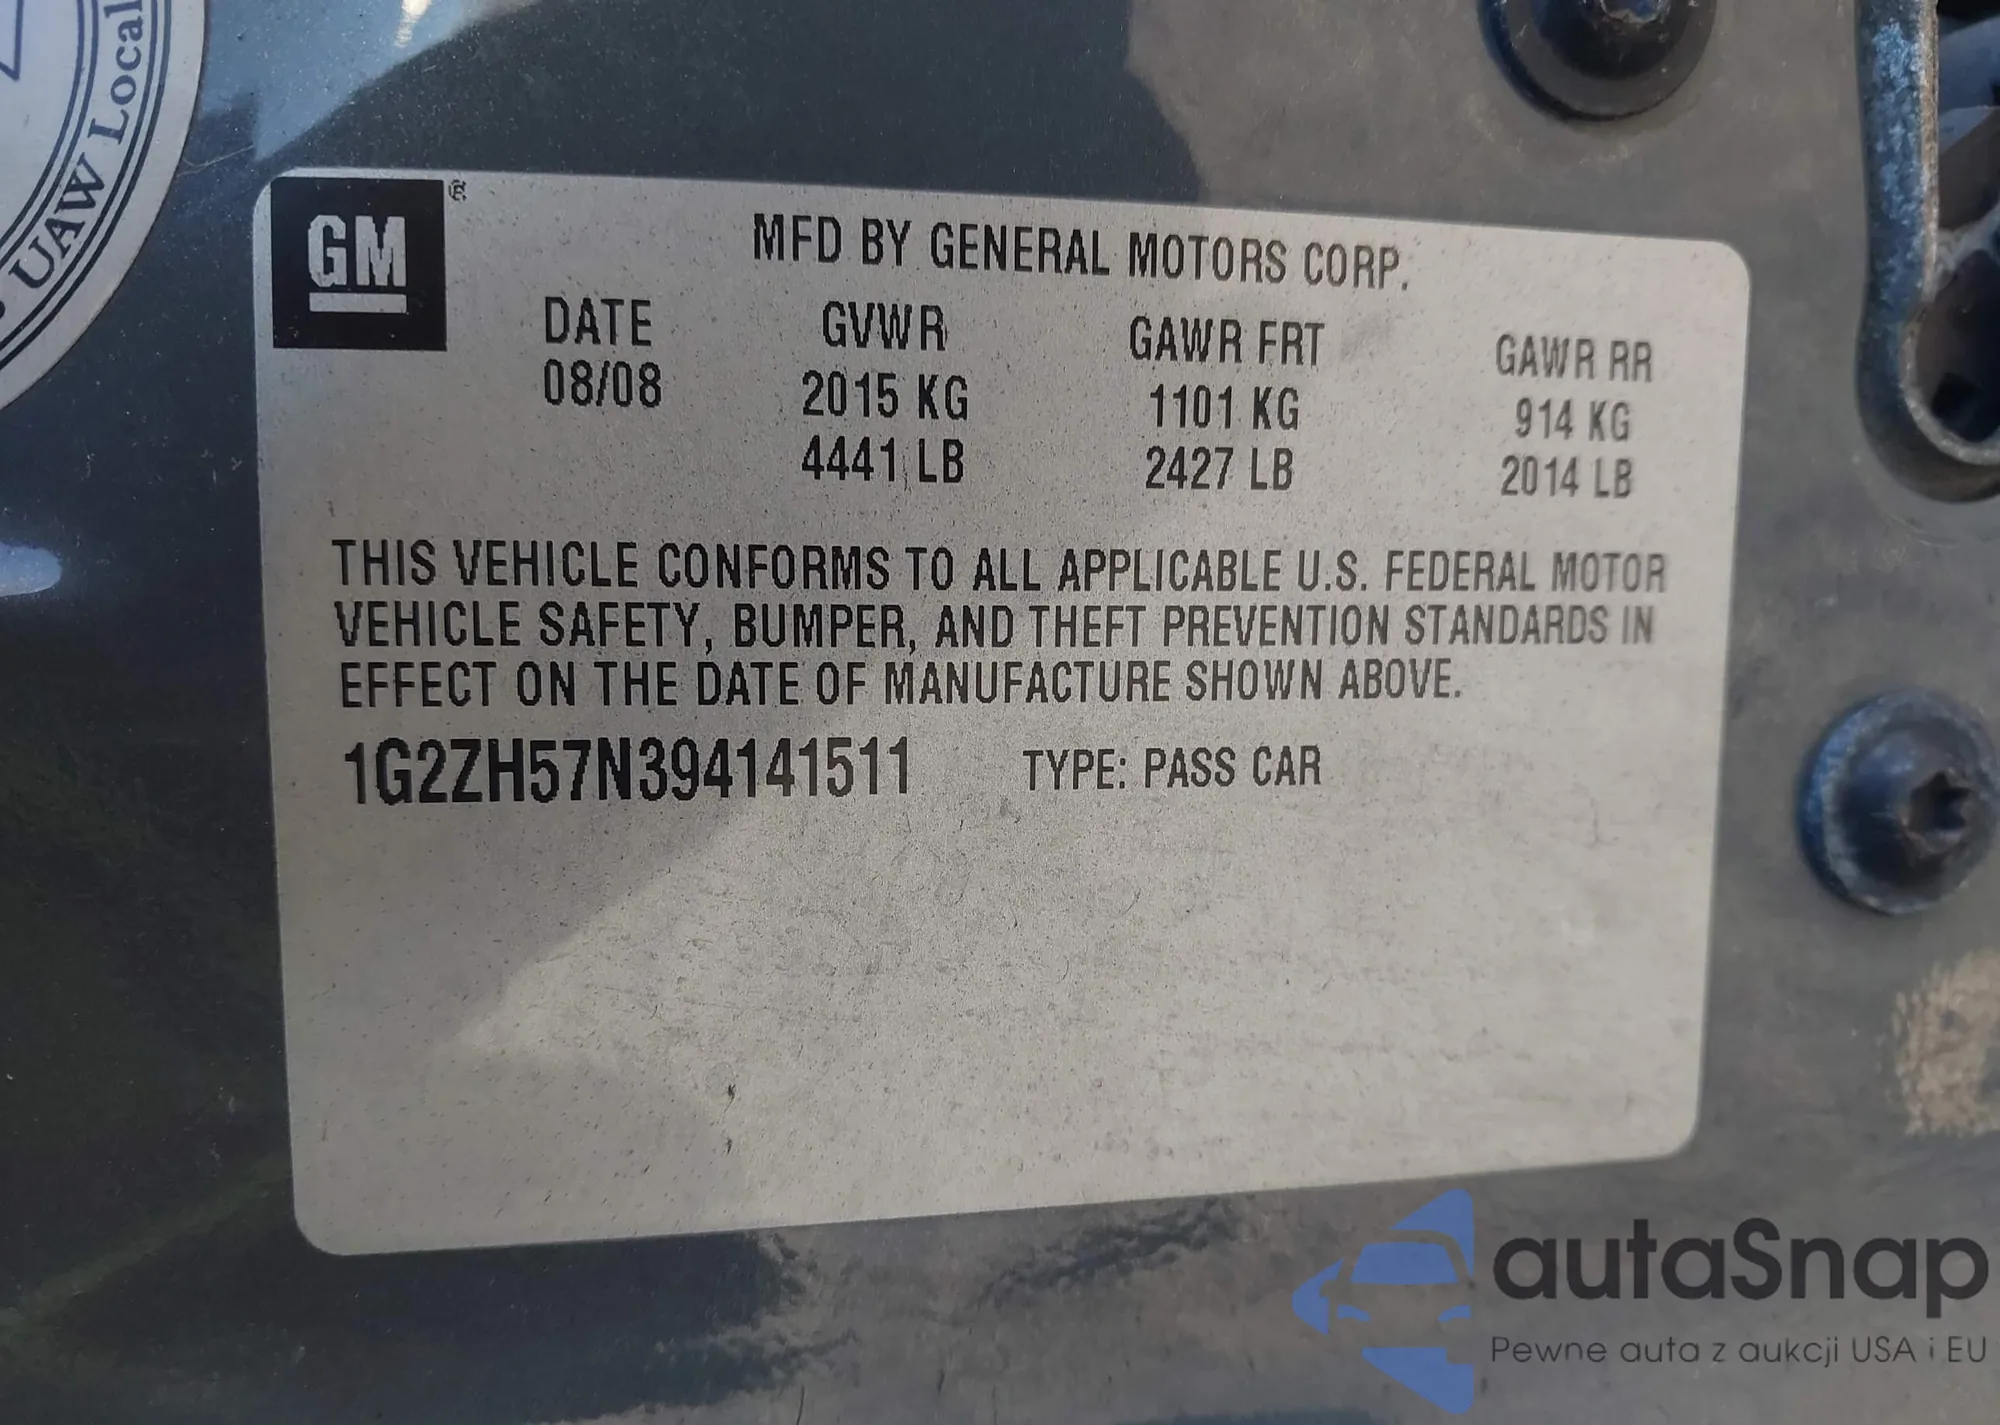 UAW Local
GM
®
MFD BY GENERAL MOTORS CORP.
DATE GVWR GAWR FRT GAWR RR
08/08 2015 KG 1101 KG 914 KG
4441 LB 2427 LB 2014 LB
THIS VEHICLE CONFORMS TO ALL APPLICABLE U.S. FEDERAL MOTOR
VEHICLE SAFETY, BUMPER, AND THEFT PREVENTION STANDARDS IN
EFFECT ON THE DATE OF MANUFACTURE SHOWN ABOVE.
1G2ZH57N394141511 TYPE: PASS CAR
autaSnap
Pewne auta z aukcji USA i EU